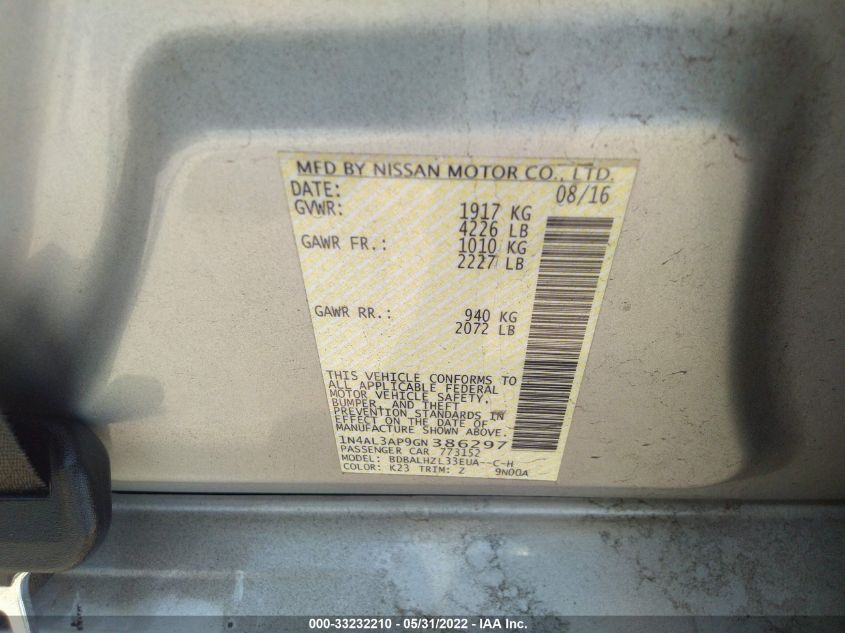 MFD BY NISSAN MOTOR CO., LTD.
DATE: 08/16
GVWR: 1917 KG
4226 LB
GAWR FR.: 1010 KG
2227 LB
GAWR RR.: 940 KG
2072 LB
THIS VEHICLE CONFORMS TO
ALL APPLICABLE FEDERAL
MOTOR VEHICLE SAFETY,
BUMPER, AND THEFT
PREVENTION STANDARDS IN
EFFECT ON THE DATE OF
MANUFACTURE SHOWN ABOVE.
1N4AL3AP9GN386297
PASSENGER CAR 773152
MODEL: BDBALHZL33EUA--C-H
COLOR: K23 TRIM: Z 9N00A
000-33232210 - 05/31/2022 - IAA Inc.